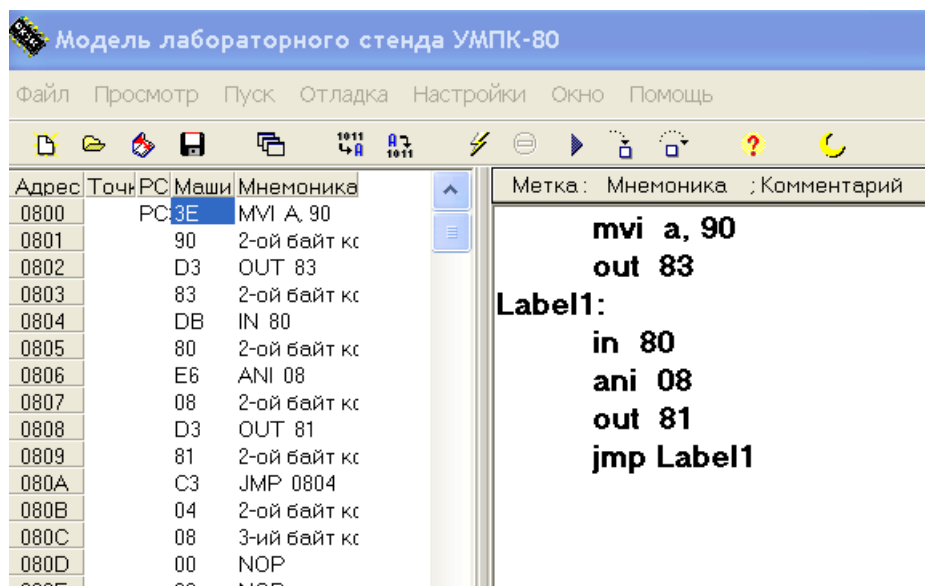 Модель лабораторного стенда УМПК-80
Файл Просмотр Пуск Отладка Настройки Окно Помощь
1011 A A 1011 ?
Адрес Точк PC Маши Мнемоника
0800 PC: 3E MVI A, 90
0801 90 2-ой байт кс
0802 D3 OUT 83
0803 83 2-ой байт кс
0804 DB IN 80
0805 80 2-ой байт кс
0806 E6 ANI 08
0807 08 2-ой байт кс
0808 D3 OUT 81
0809 81 2-ой байт кс
080A C3 JMP 0804
080B 04 2-ой байт кс
080C 08 3-ий байт кс
080D 00 NOP
Метка: Мнемоника ;Комментарий
mvi a, 90
out 83
Label1:
in 80
ani 08
out 81
jmp Label1